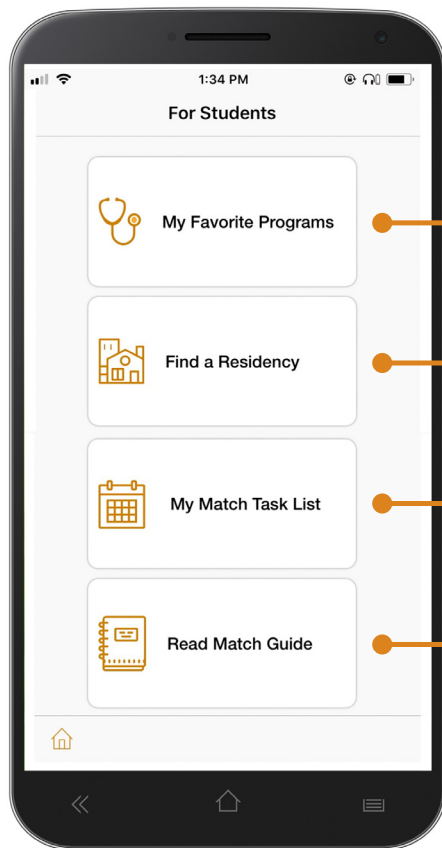 1:34 PM
For Students
My Favorite Programs
Find a Residency
My Match Task List
Read Match Guide